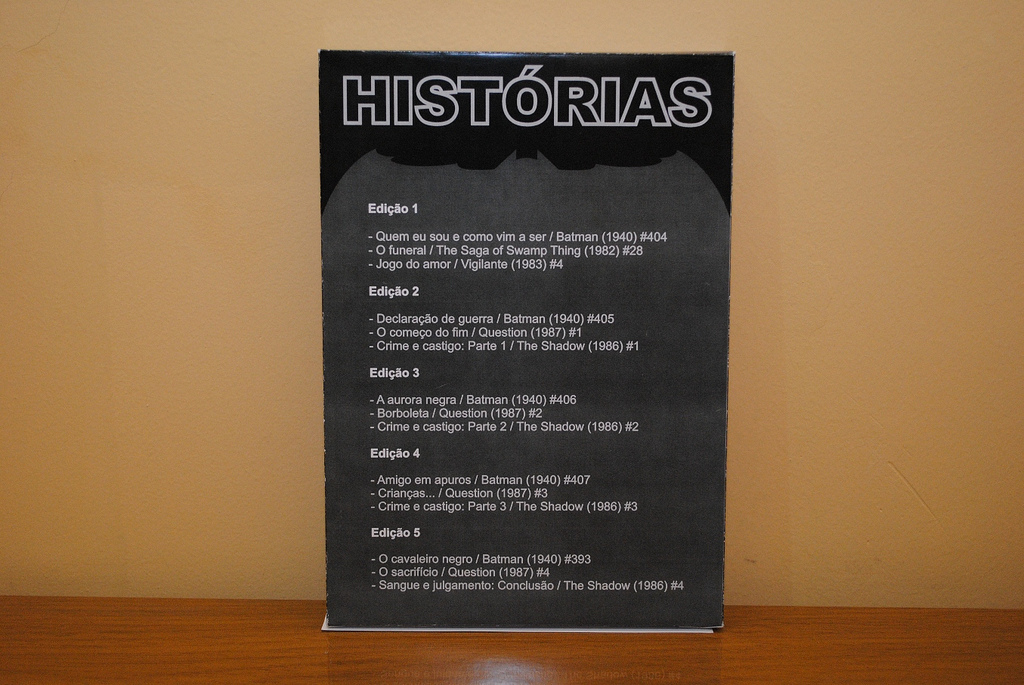 HISTÓRIAS
Edição 1
- Quem eu sou e como vim a ser / Batman (1940) #404
- O funeral / The Saga of Swamp Thing (1982) #28
- Jogo do amor / Vigilante (1983) #4
Edição 2
- Declaração de guerra / Batman (1940) #405
- O começo do fim / Question (1987) #1
- Crime e castigo: Parte 1 / The Shadow (1986) #1
Edição 3
- A aurora negra / Batman (1940) #406
- Borboleta / Question (1987) #2
- Crime e castigo: Parte 2 / The Shadow (1986) #2
Edição 4
- Amigo em apuros / Batman (1940) #407
- Crianças... / Question (1987) #3
- Crime e castigo: Parte 3 / The Shadow (1986) #3
Edição 5
- O cavaleiro negro / Batman (1940) #393
- O sacrifício / Question (1987) #4
- Sangue e julgamento: Conclusão / The Shadow (1986) #4